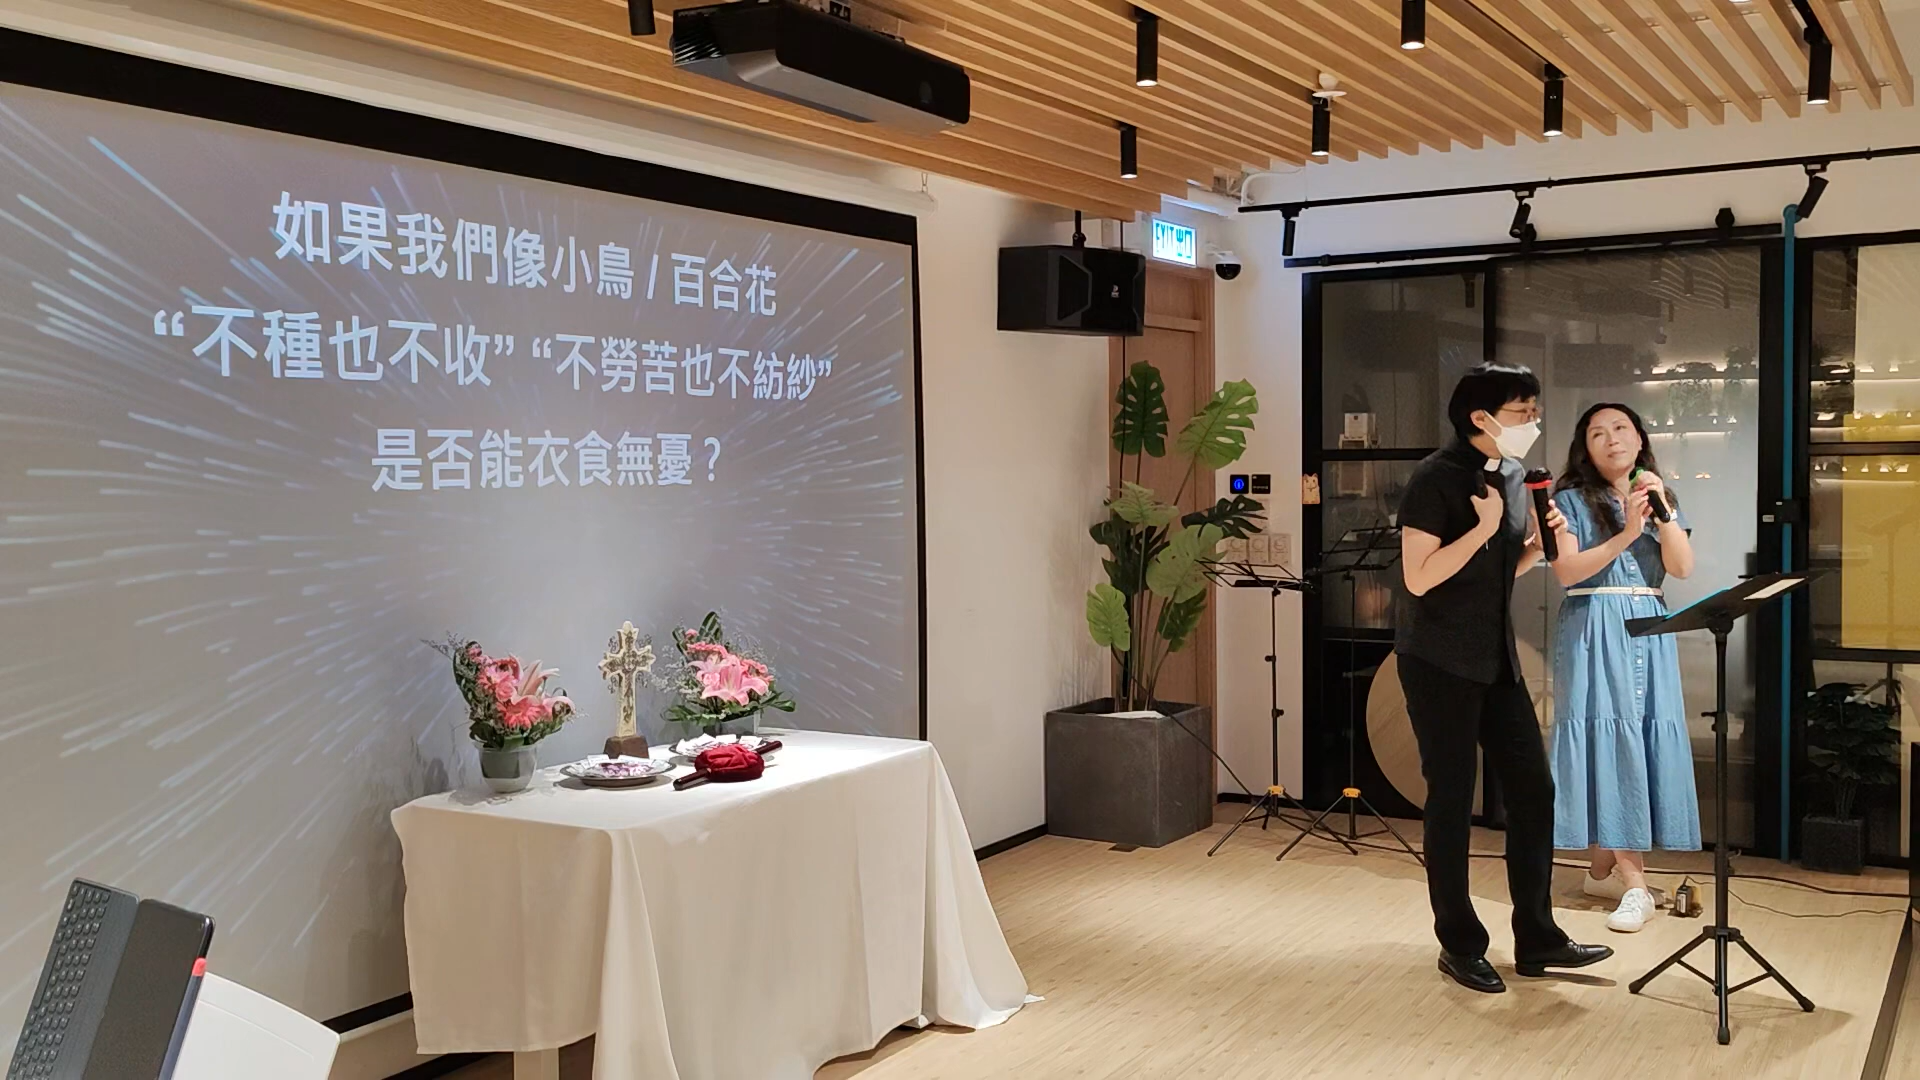 如果我們像小鳥 / 百合花
“不種也不收” “不勞苦也不紡紗”
是否能衣食無憂？
EXIT 出口